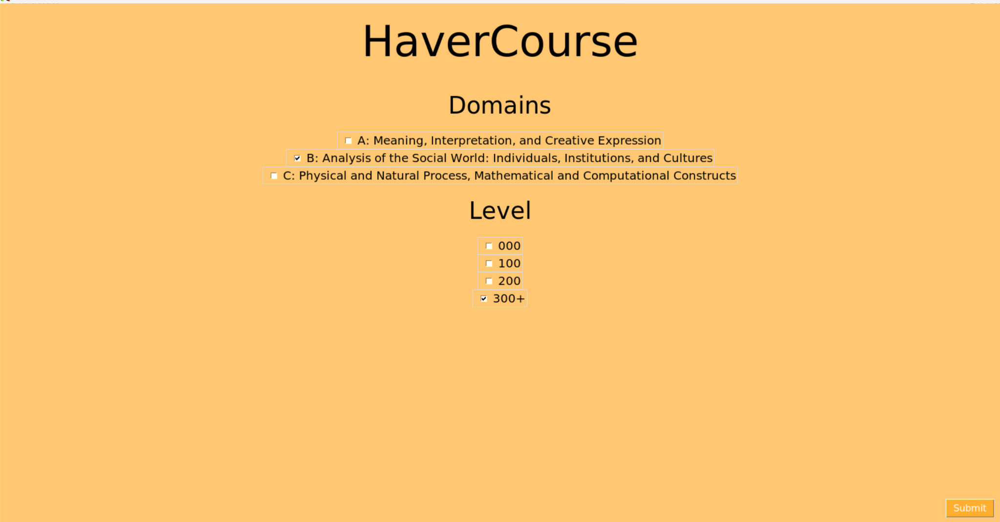 HaverCourse
Domains
A: Meaning, Interpretation, and Creative Expression
B: Analysis of the Social World: Individuals, Institutions, and Cultures
C: Physical and Natural Process, Mathematical and Computational Constructs
Level
000
100
200
300+
Submit